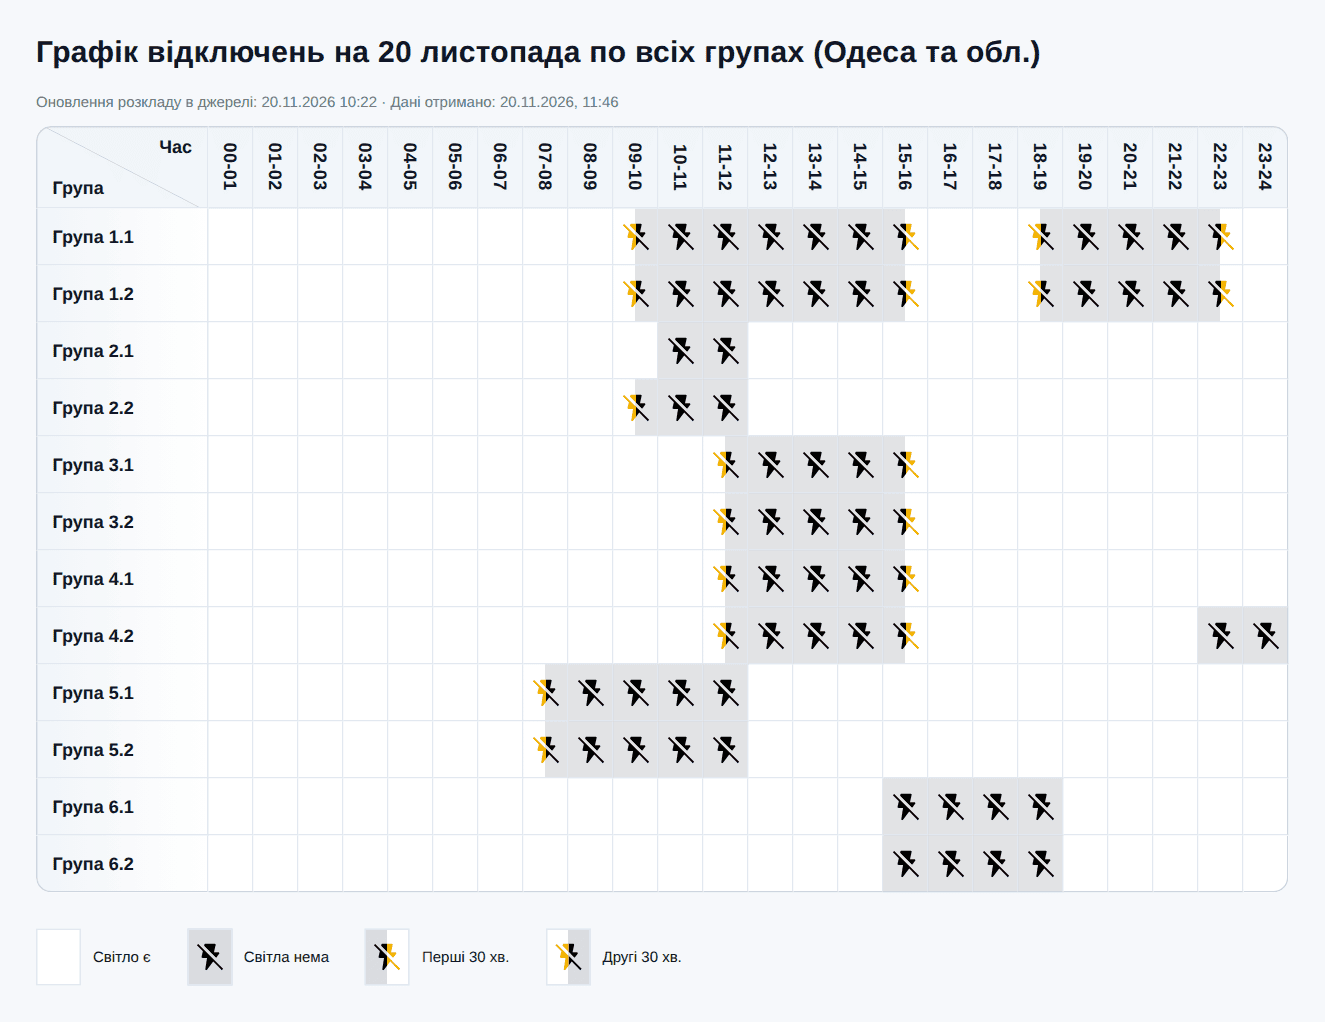 Графік відключень на 20 листопада по всіх групах (Одеса та обл.)
Оновлення розкладу в джерелі: 20.11.2026 10:22 · Дані отримано: 20.11.2026, 11:46
Час
Група
00-01 01-02 02-03 03-04 04-05 05-06 06-07 07-08 08-09 09-10 10-11 11-12 12-13 13-14 14-15 15-16 16-17 17-18 18-19 19-20 20-21 21-22 22-23 23-24
Група 1.1
Група 1.2
Група 2.1
Група 2.2
Група 3.1
Група 3.2
Група 4.1
Група 4.2
Група 5.1
Група 5.2
Група 6.1
Група 6.2
Світло є Світла нема Перші 30 хв. Другі 30 хв.